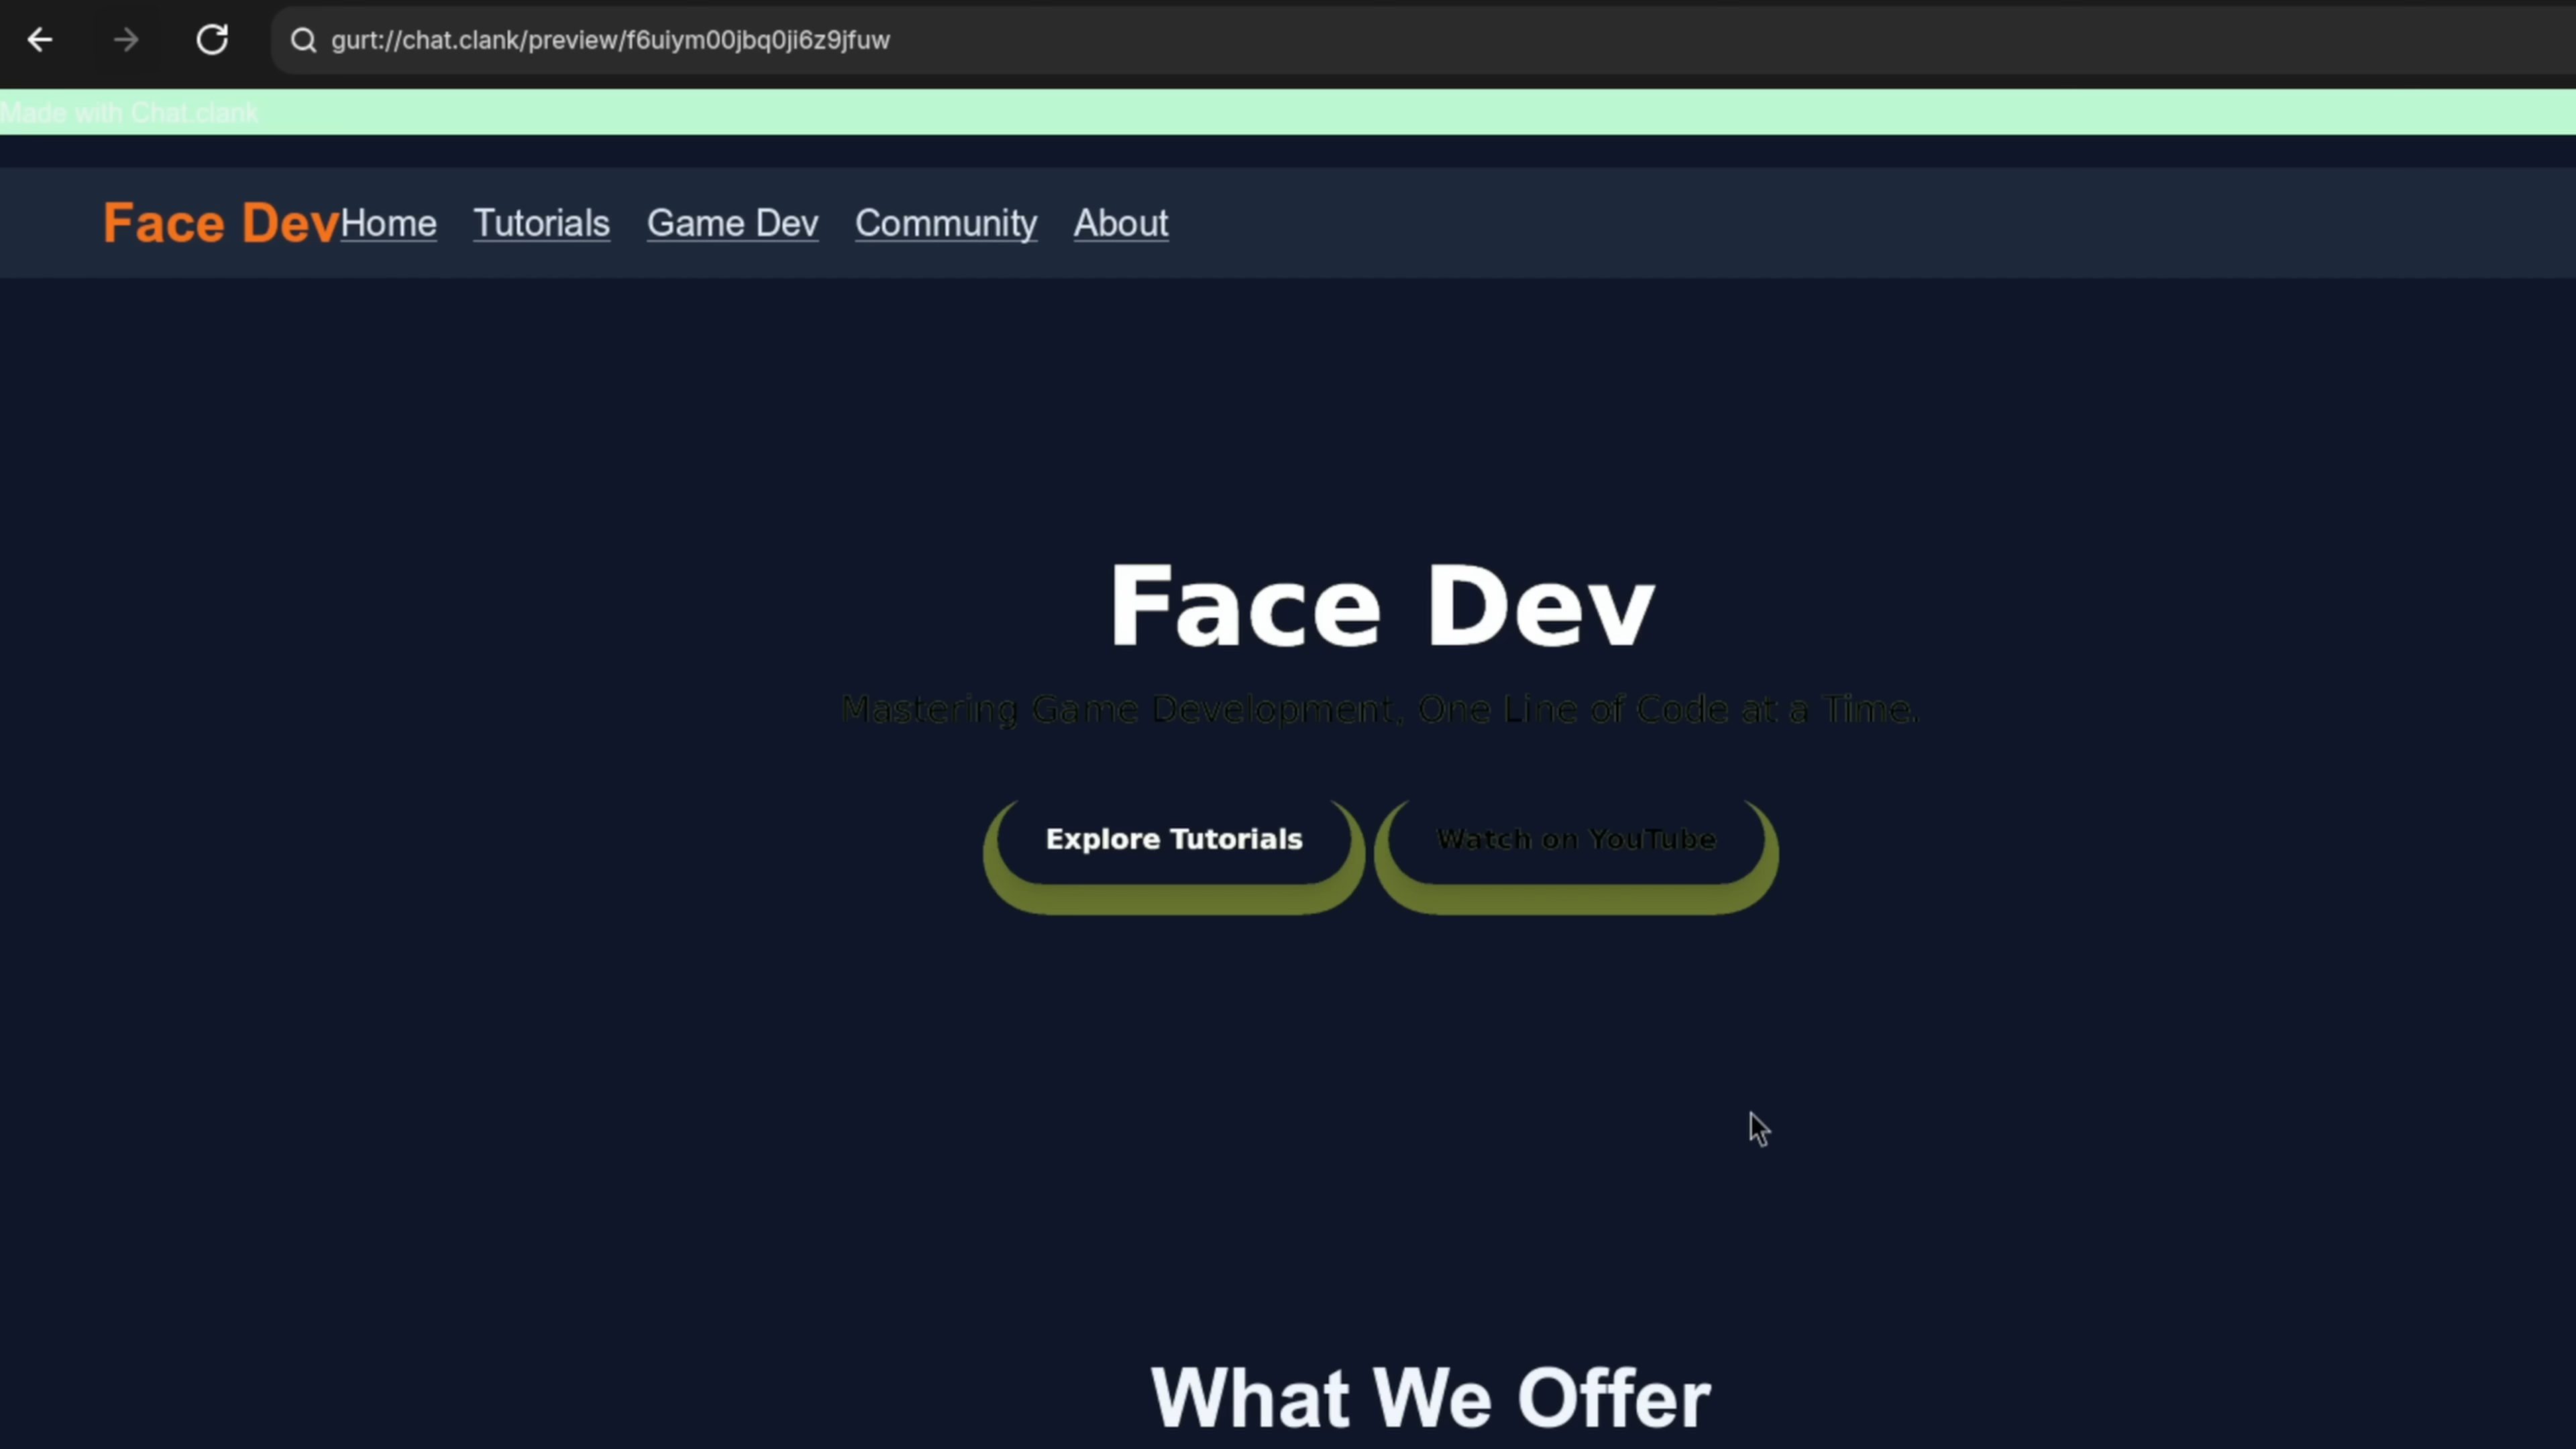 gurt://chat.clank/preview/f6uiym00jbq0ji6z9jfuw
Made with Chat.clank
Face Dev Home Tutorials Game Dev Community About
Face Dev
Mastering Game Development, One Line of Code at a Time.
Explore Tutorials Watch on YouTube
What We Offer